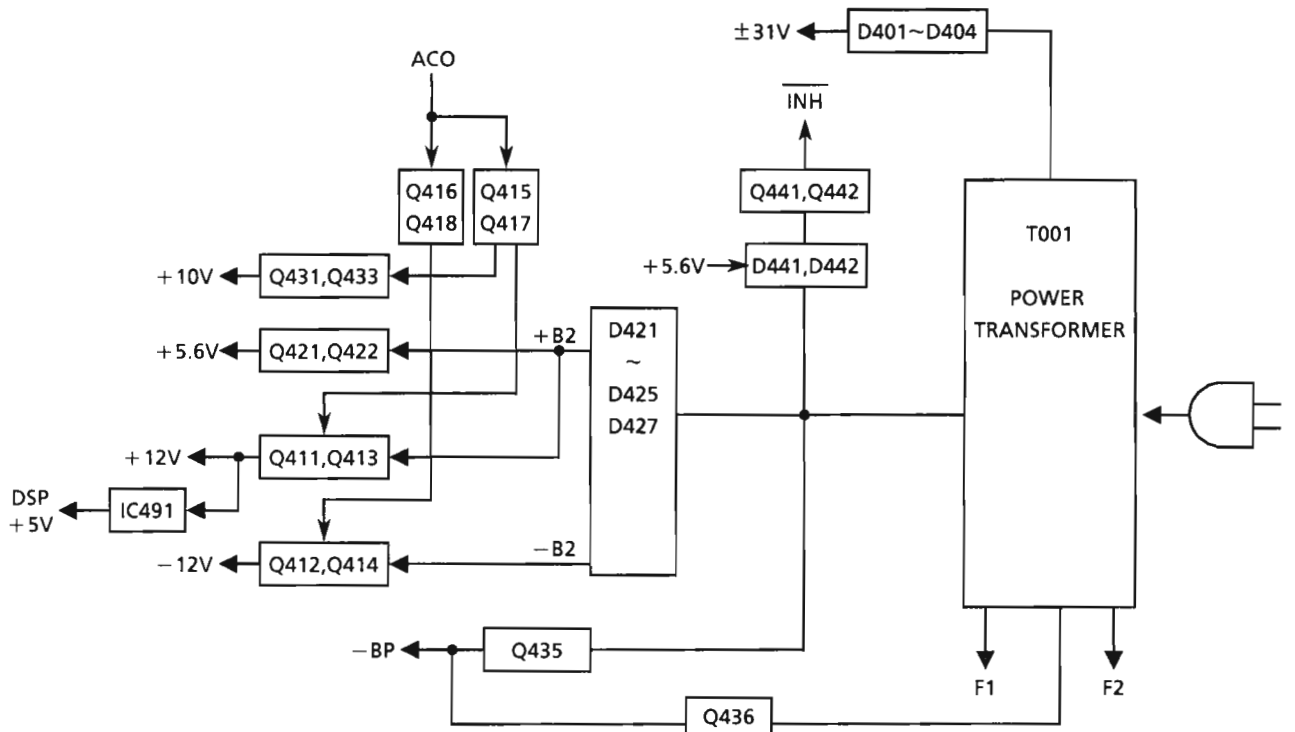 ±31V
D401~D404
ACO
INH
Q416
Q418
Q415
Q417
Q441,Q442
T001
POWER
TRANSFORMER
+10V
Q431,Q433
+5.6V
D441,D442
D421
~
D425
D427
+B2
+5.6V
Q421,Q422
+12V
Q411,Q413
DSP
+5V
IC491
-B2
-12V
Q412,Q414
-BP
Q435
F1
F2
Q436